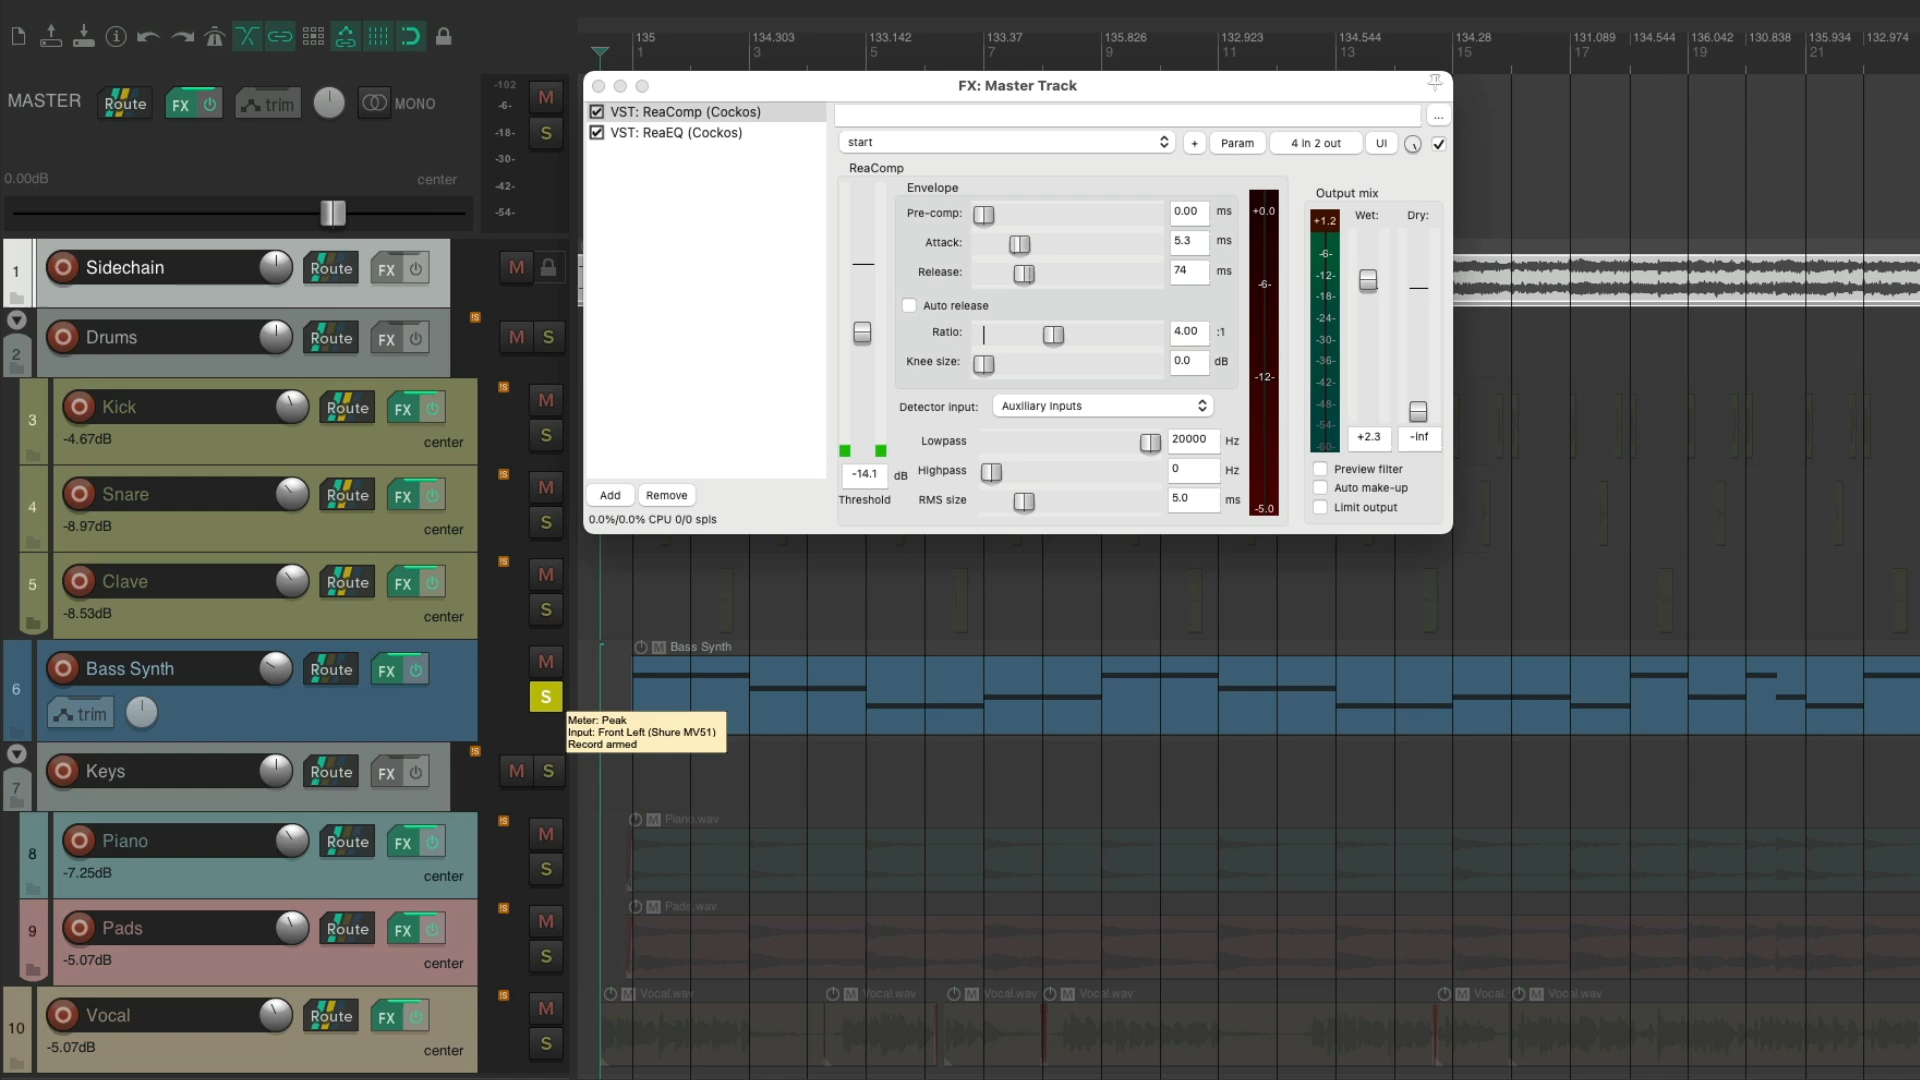 135 134.303 133.142 133.37 135.826 132.923 134.544 134.28 131.089 134.544 136.042 130.838 135.934 132.974
1 3 5 7 9 11 13 15 17 19 21
MASTER Route FX trim MONO
0.00dB center
-102
-6-
-18-
-30-
-42-
-54-
M
S
FX: Master Track
VST: ReaComp (Cockos)
VST: ReaEQ (Cockos)
Add Remove
0.0%/0.0% CPU 0/0 spls
...
start + Param 4 in 2 out UI
ReaComp
Envelope
Pre-comp: 0.00 ms
Attack: 5.3 ms
Release: 74 ms
Auto release
Ratio: 4.00 :1
Knee size: 0.0 dB
Detector input: Auxiliary Inputs
Lowpass 20000 Hz
Highpass 0 Hz
RMS size 5.0 ms
-14.1 dB
Threshold
+0.0
-6-
-12-
-5.0
Output mix
Wet: Dry:
+1.2
-6-
-12-
-18-
-24-
-30-
-36-
-42-
-48-
-54-
-60-
+2.3 -inf
Preview filter
Auto make-up
Limit output
1 Sidechain Route FX M
2 Drums Route FX M S
3 Kick Route FX M S
-4.67dB center
4 Snare Route FX M S
-8.97dB center
5 Clave Route FX M S
-8.53dB center
6 Bass Synth Route FX M S
trim
M Bass Synth
Meter: Peak
Input: Front Left (Shure MV51)
Record armed
7 Keys Route FX M S
8 Piano Route FX M S
-7.25dB center
M Piano.wav
9 Pads Route FX M S
-5.07dB center
M Pads.wav
10 Vocal Route FX M S
-5.07dB center
M Vocal.wav M Vocal.wav M Vocal.wav M Vocal.wav M Vocal. M Vocal.wav